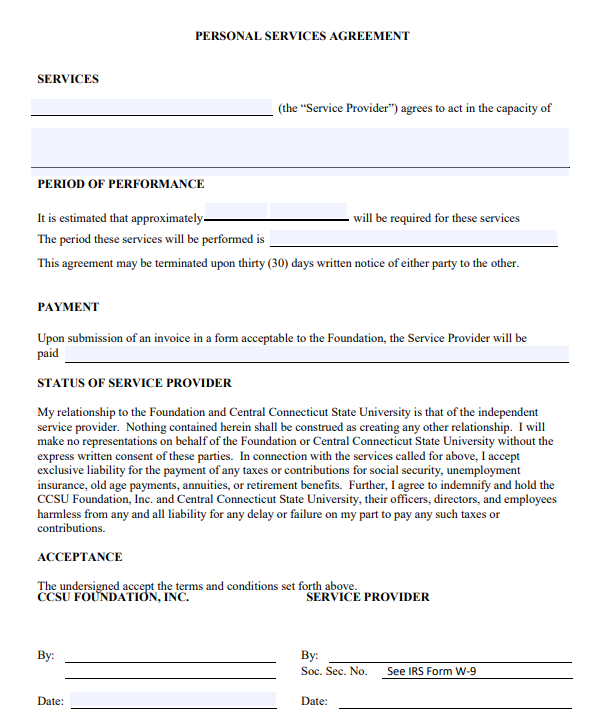 PERSONAL SERVICES AGREEMENT
SERVICES
(the “Service Provider”) agrees to act in the capacity of
PERIOD OF PERFORMANCE
It is estimated that approximately will be required for these services
The period these services will be performed is
This agreement may be terminated upon thirty (30) days written notice of either party to the other.
PAYMENT
Upon submission of an invoice in a form acceptable to the Foundation, the Service Provider will be
paid
STATUS OF SERVICE PROVIDER
My relationship to the Foundation and Central Connecticut State University is that of the independent
service provider. Nothing contained herein shall be construed as creating any other relationship. I will
make no representations on behalf of the Foundation or Central Connecticut State University without the
express written consent of these parties. In connection with the services called for above, I accept
exclusive liability for the payment of any taxes or contributions for social security, unemployment
insurance, old age payments, annuities, or retirement benefits. Further, I agree to indemnify and hold the
CCSU Foundation, Inc. and Central Connecticut State University, their officers, directors, and employees
harmless from any and all liability for any delay or failure on my part to pay any such taxes or
contributions.
ACCEPTANCE
The undersigned accept the terms and conditions set forth above.
CCSU FOUNDATION, INC. SERVICE PROVIDER
By: By:
Soc. Sec. No. See IRS Form W-9
Date: Date: